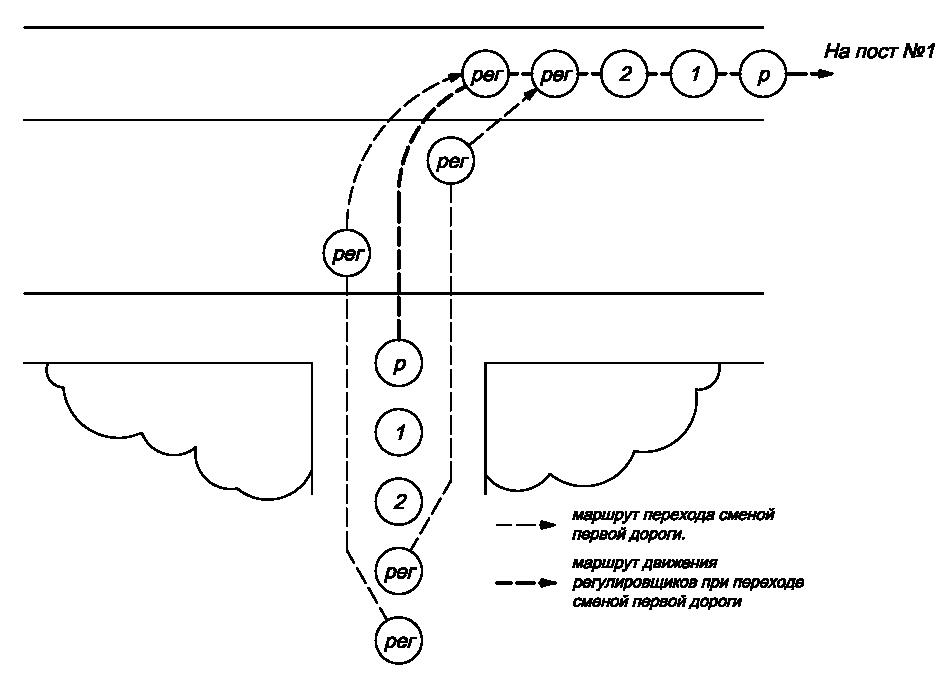 На пост №1
рег рег 2 1 р
рег
рег
р
1
2
рег
рег
маршрут перехода сменой
первой дороги.
маршрут движения
регулировщиков при переходе
сменой первой дороги